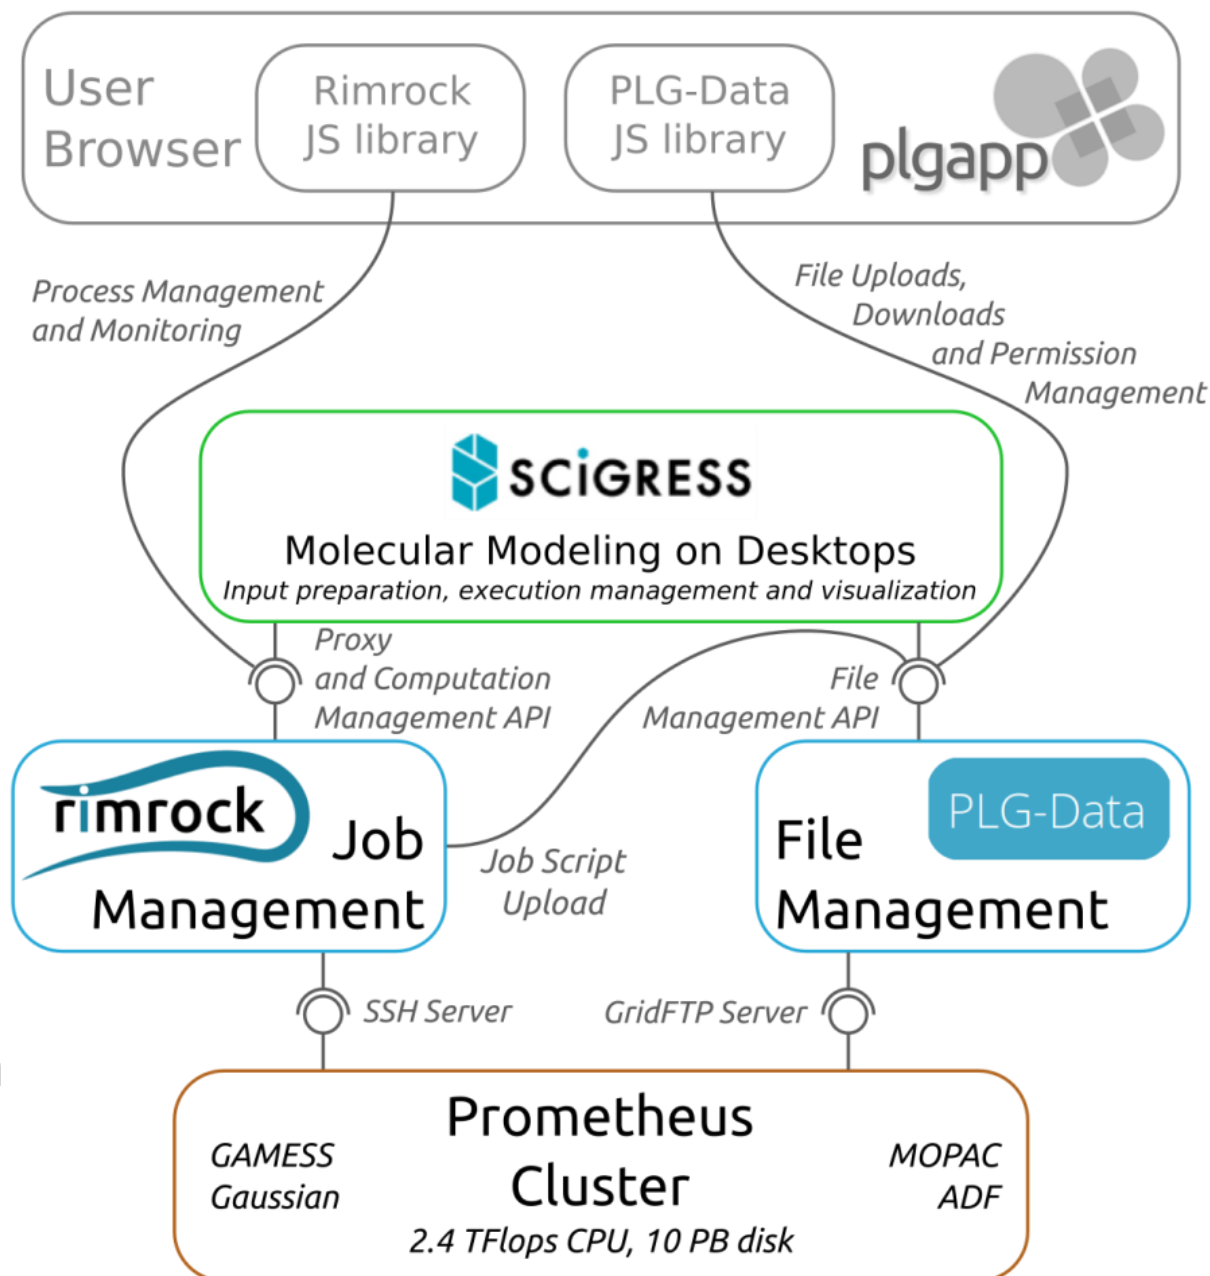 User
Browser
Rimrock
JS library
PLG-Data
JS library
plgapp
Process Management
and Monitoring
File Uploads,
Downloads
and Permission
Management
SCiGRESS
Molecular Modeling on Desktops
Input preparation, execution management and visualization
Proxy
and Computation
Management API
File
Management API
rimrock
Job
Management
Job Script
Upload
File
Management
PLG-Data
SSH Server
GridFTP Server
Prometheus
Cluster
2.4 TFlops CPU, 10 PB disk
GAMESS
Gaussian
MOPAC
ADF